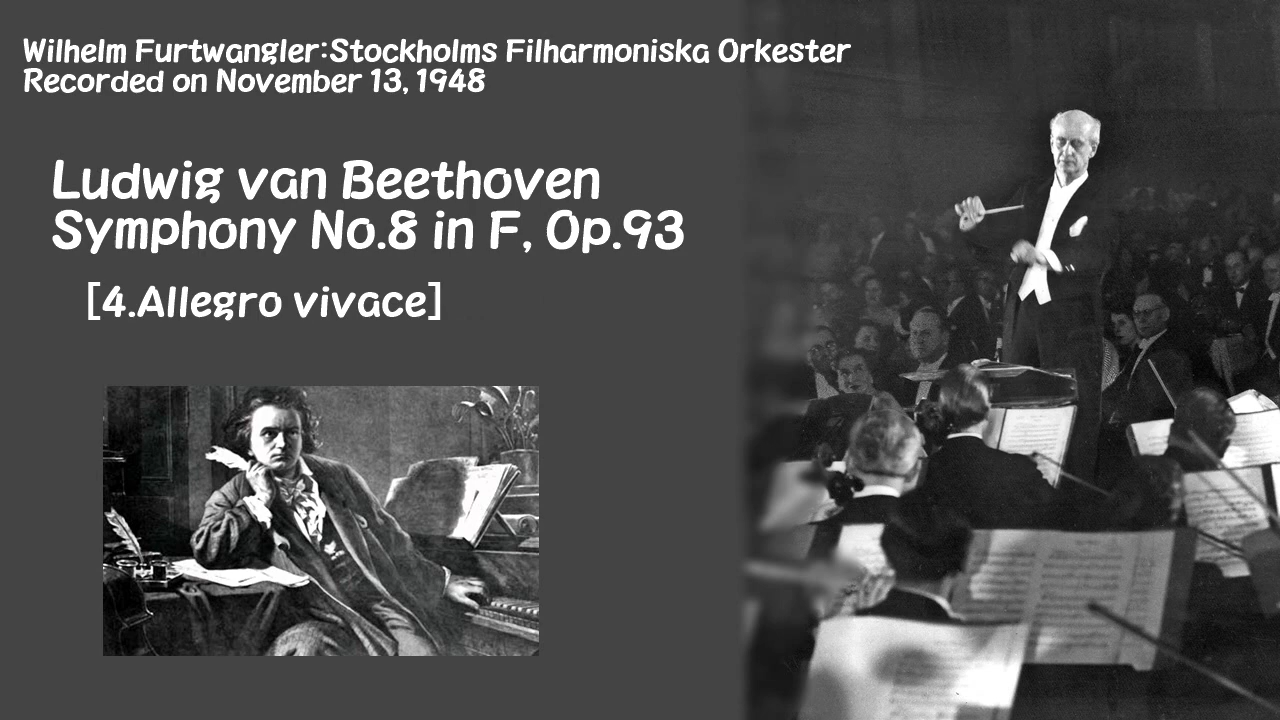 Wilhelm Furtwangler:Stockholms Filharmoniska Orkester
Recorded on November 13, 1948
Ludwig van Beethoven
Symphony No.8 in F, Op.93
[4.Allegro vivace]